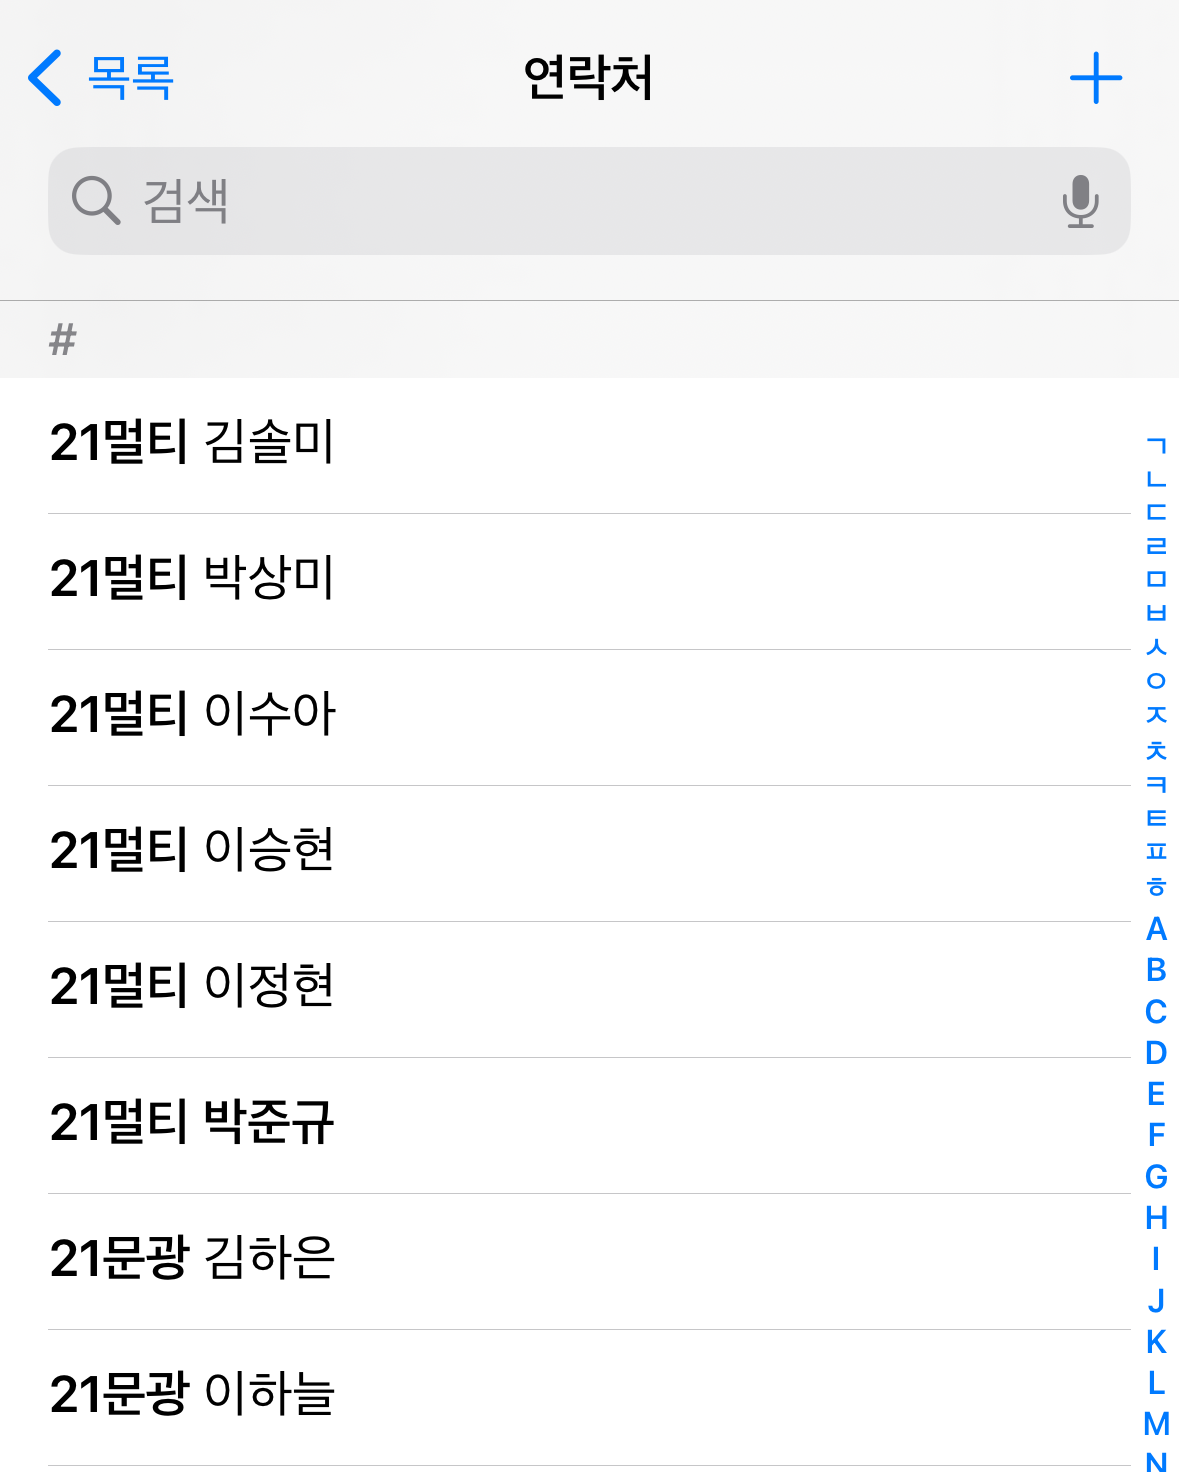 목록
연락처
검색
#
21멀티 김솔미
21멀티 박상미
21멀티 이수아
21멀티 이승현
21멀티 이정현
21멀티 박준규
21문광 김하은
21문광 이하늘
ㄱ
ㄴ
ㄷ
ㄹ
ㅁ
ㅂ
ㅅ
ㅇ
ㅈ
ㅊ
ㅋ
ㅌ
ㅍ
ㅎ
A
B
C
D
E
F
G
H
I
J
K
L
M
N